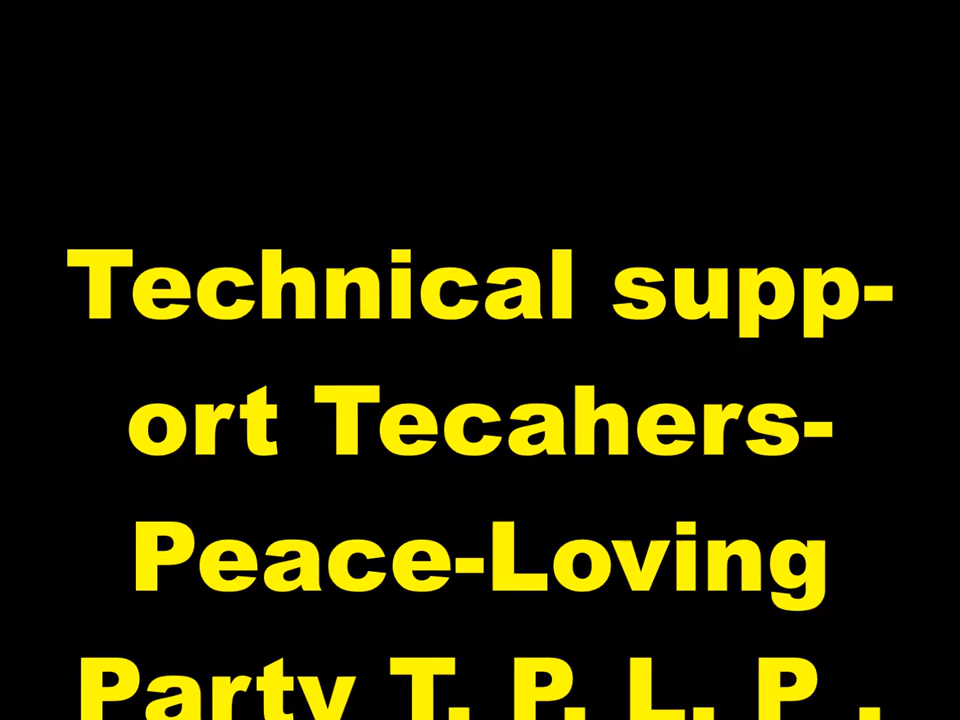 Technical supp-
ort Tecahers-
Peace-Loving
Party T. P. L. P .